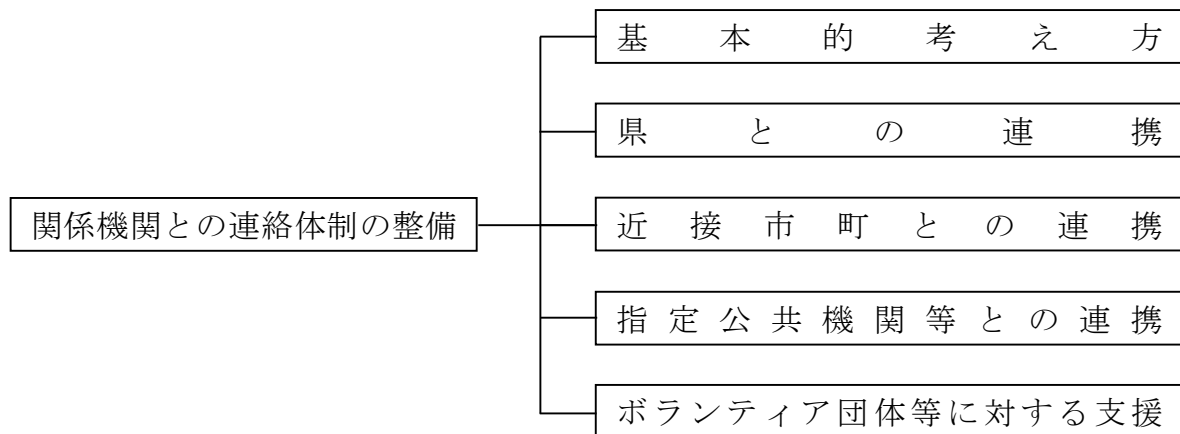 基本的考え方
県との連携
関係機関との連絡体制の整備
近接市町との連携
指定公共機関等との連携
ボランティア団体等に対する支援